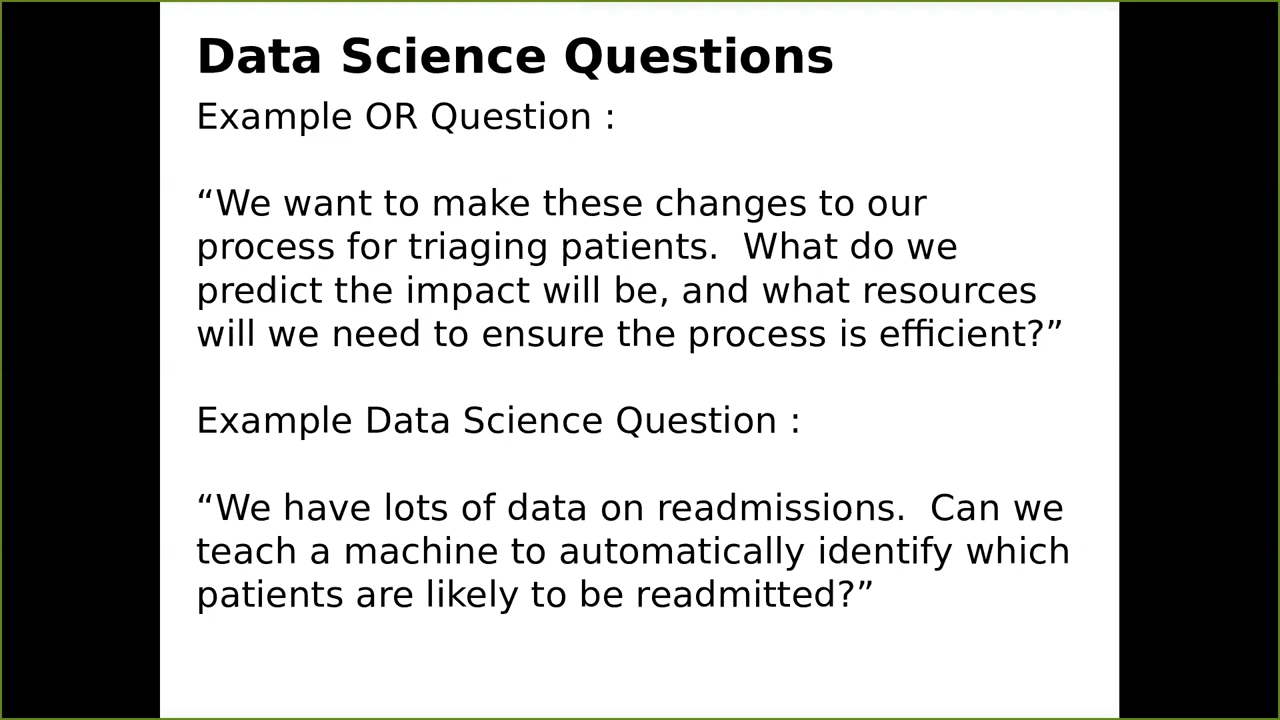 Data Science Questions
Example OR Question :
“We want to make these changes to our
process for triaging patients.  What do we
predict the impact will be, and what resources
will we need to ensure the process is efficient?”
Example Data Science Question :
“We have lots of data on readmissions.  Can we
teach a machine to automatically identify which
patients are likely to be readmitted?”